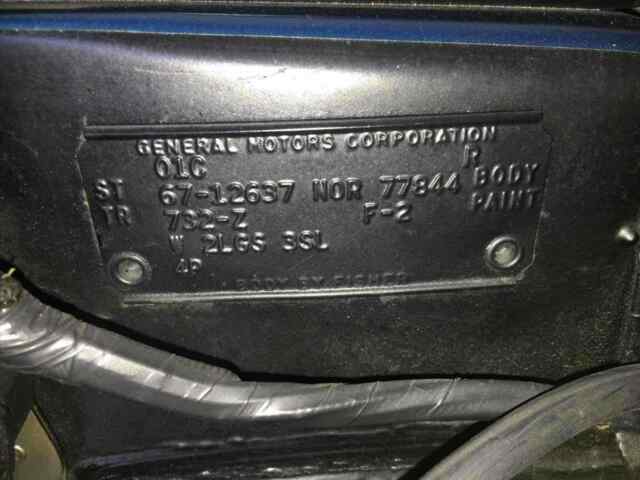 GENERAL MOTORS CORPORATION
01C R
ST 67-12637 NOR 77844 BODY
TR 732-Z F-2 PAINT
W 2LGS 3SL
4P
BODY BY FISHER